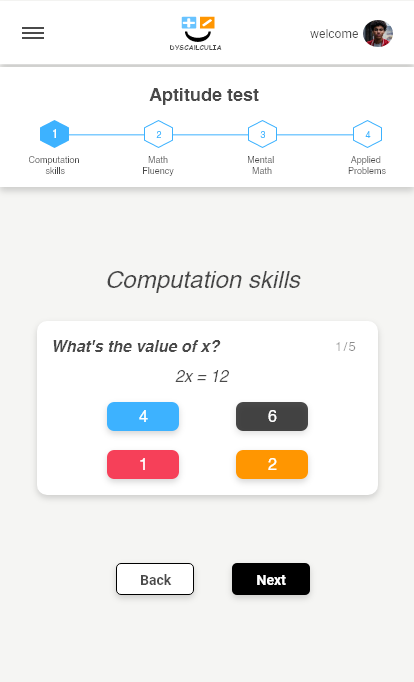 welcome
DYSCAILCULIA
Aptitude test
1 2 3 4
Computation Math Mental Applied
skills Fluency Math Problems
Computation skills
What's the value of x? 1/5
2x = 12
4 6
1 2
Back Next